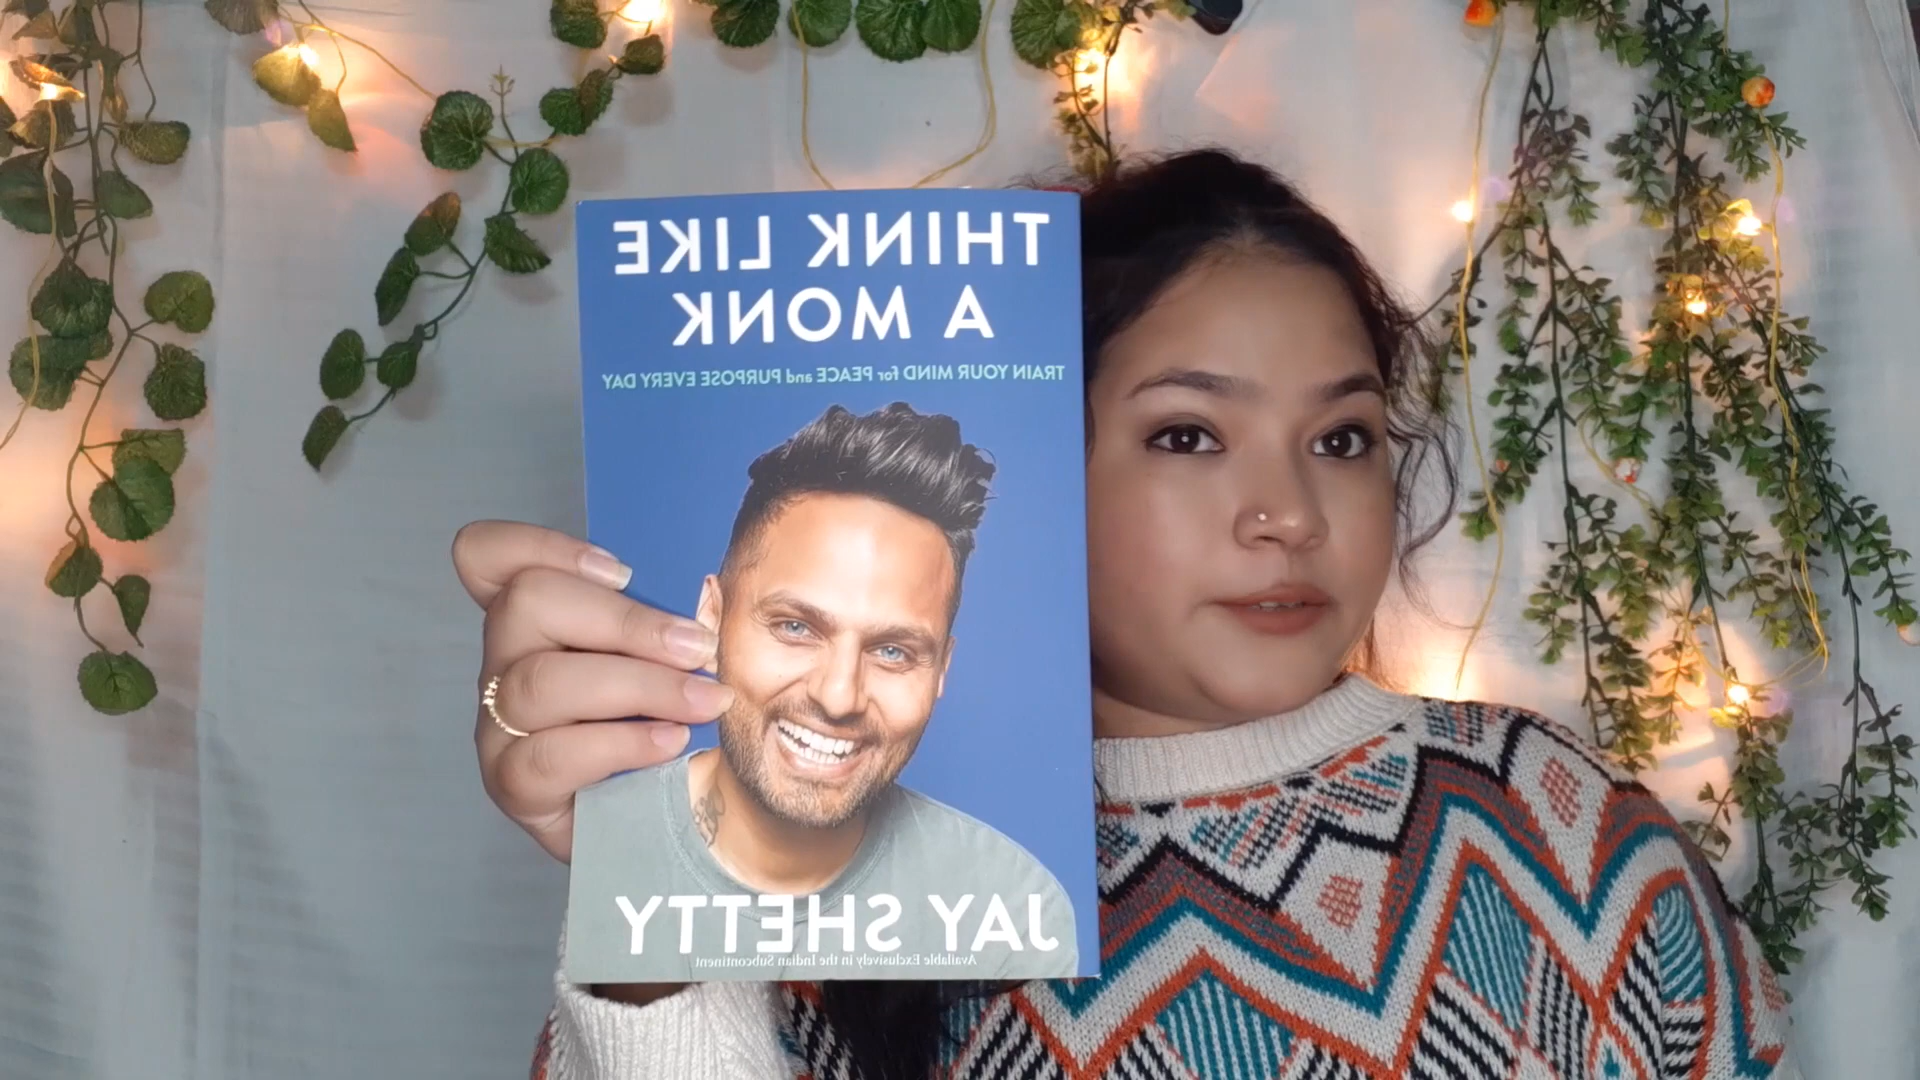 THINK LIKE
A MONK
TRAIN YOUR MIND for PEACE and PURPOSE EVERY DAY
JAY SHETTY
Available Exclusively in the Indian Subcontinent